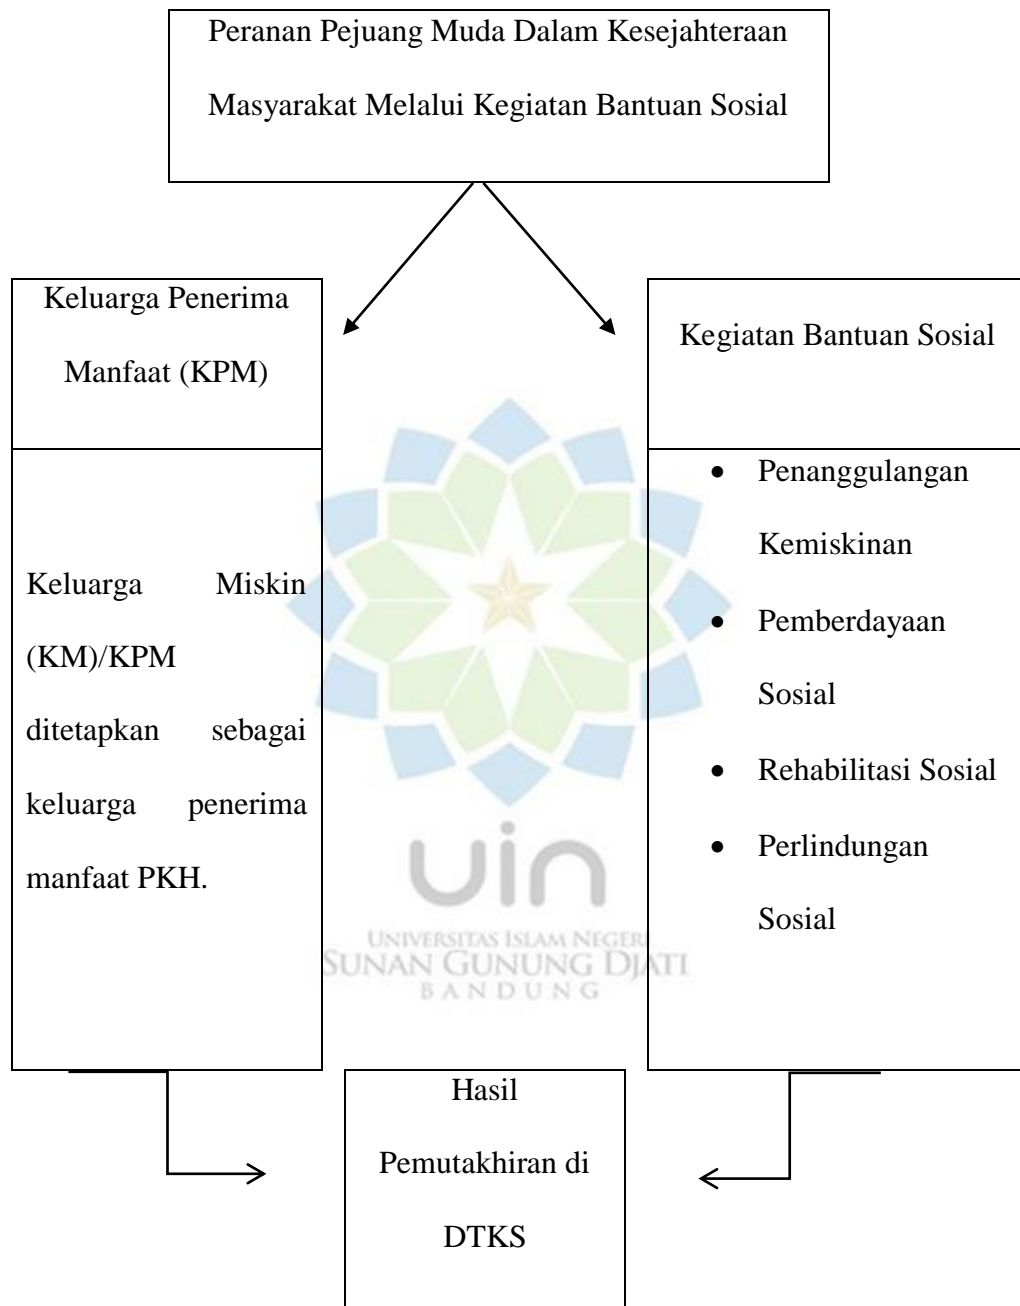 Peranan Pejuang Muda Dalam Kesejahteraan
Masyarakat Melalui Kegiatan Bantuan Sosial
Keluarga Penerima
Manfaat (KPM)
Keluarga Miskin
(KM)/KPM
ditetapkan sebagai
keluarga penerima
manfaat PKH.
Kegiatan Bantuan Sosial
• Penanggulangan
Kemiskinan
• Pemberdayaan
Sosial
• Rehabilitasi Sosial
• Perlindungan
Sosial
uin
UNIVERSITAS ISLAM NEGERI
SUNAN GUNUNG DJATI
BANDUNG
Hasil
Pemutakhiran di
DTKS